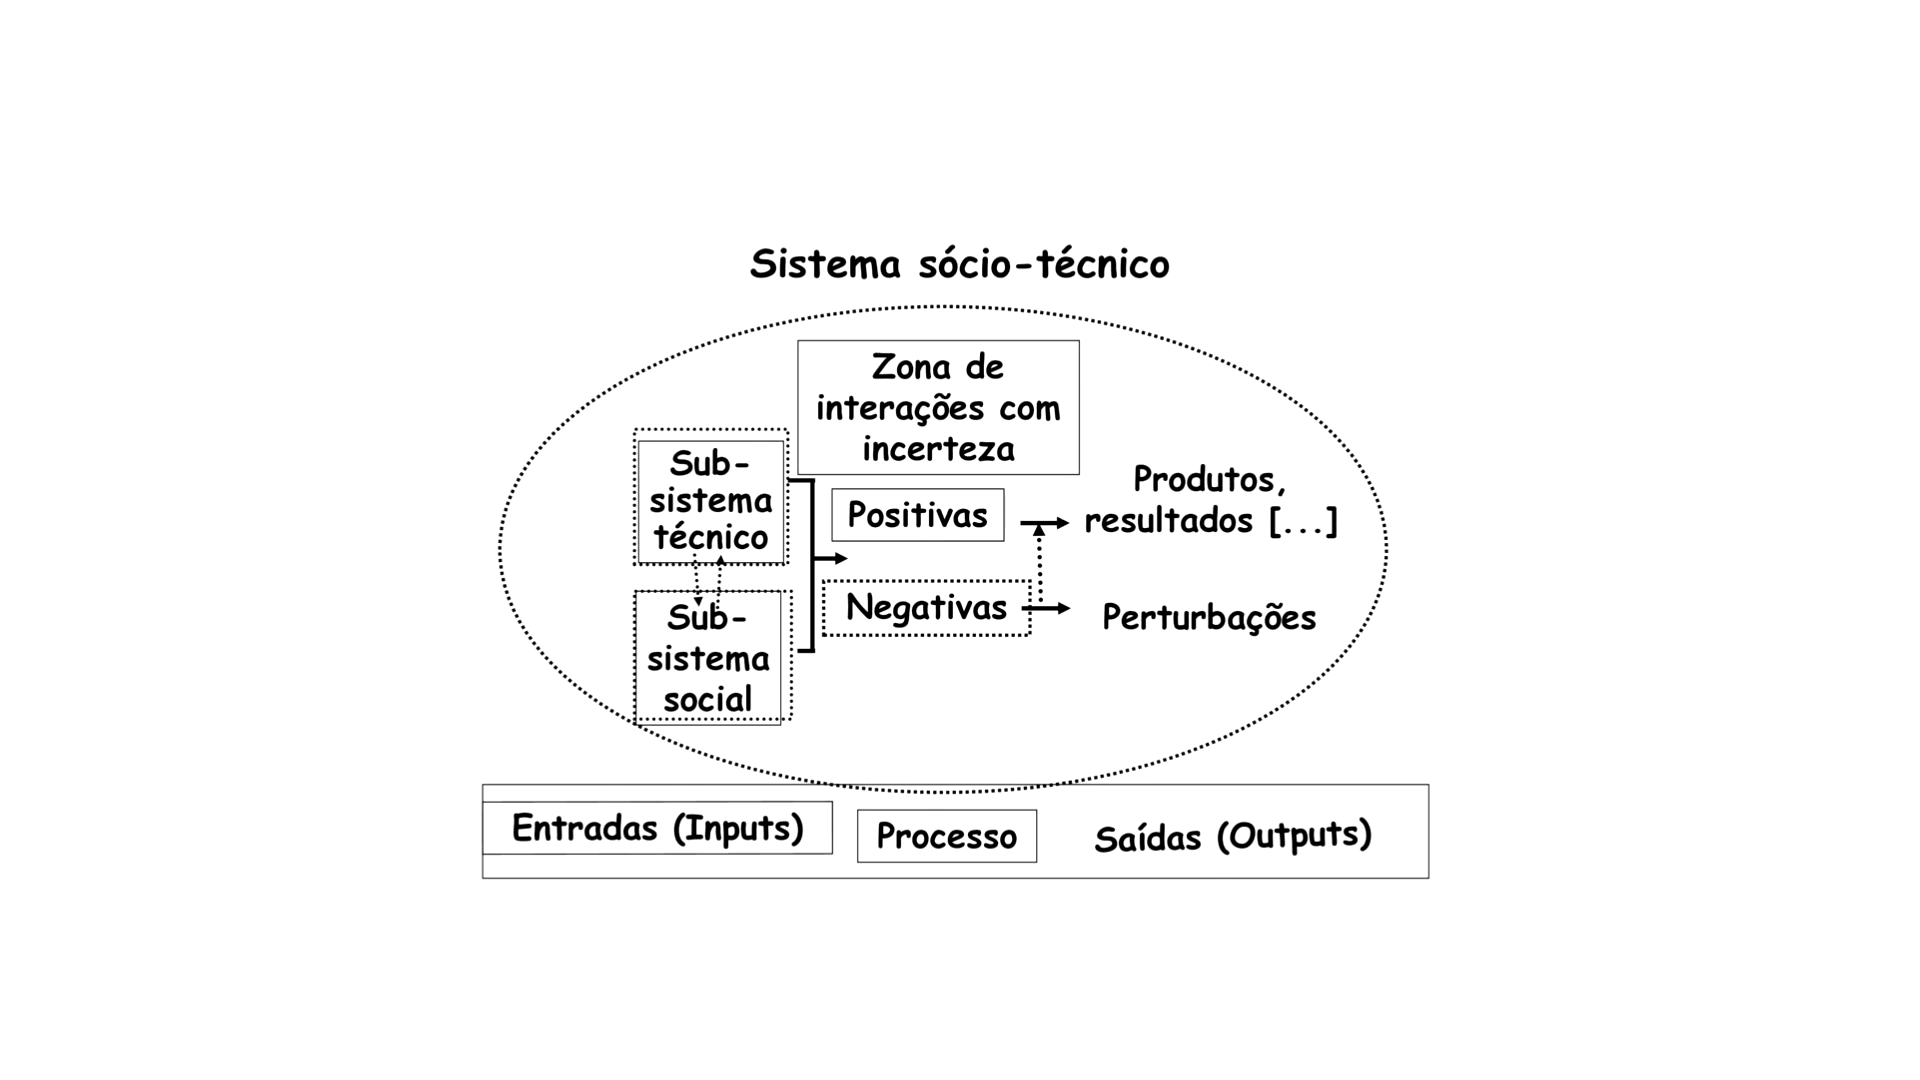 Sistema sócio-técnico
Zona de
interações com
incerteza
Sub-
sistema
técnico
Positivas
Produtos,
resultados [...]
Negativas
Perturbações
Sub-
sistema
social
Entradas (Inputs)
Processo
Saídas (Outputs)